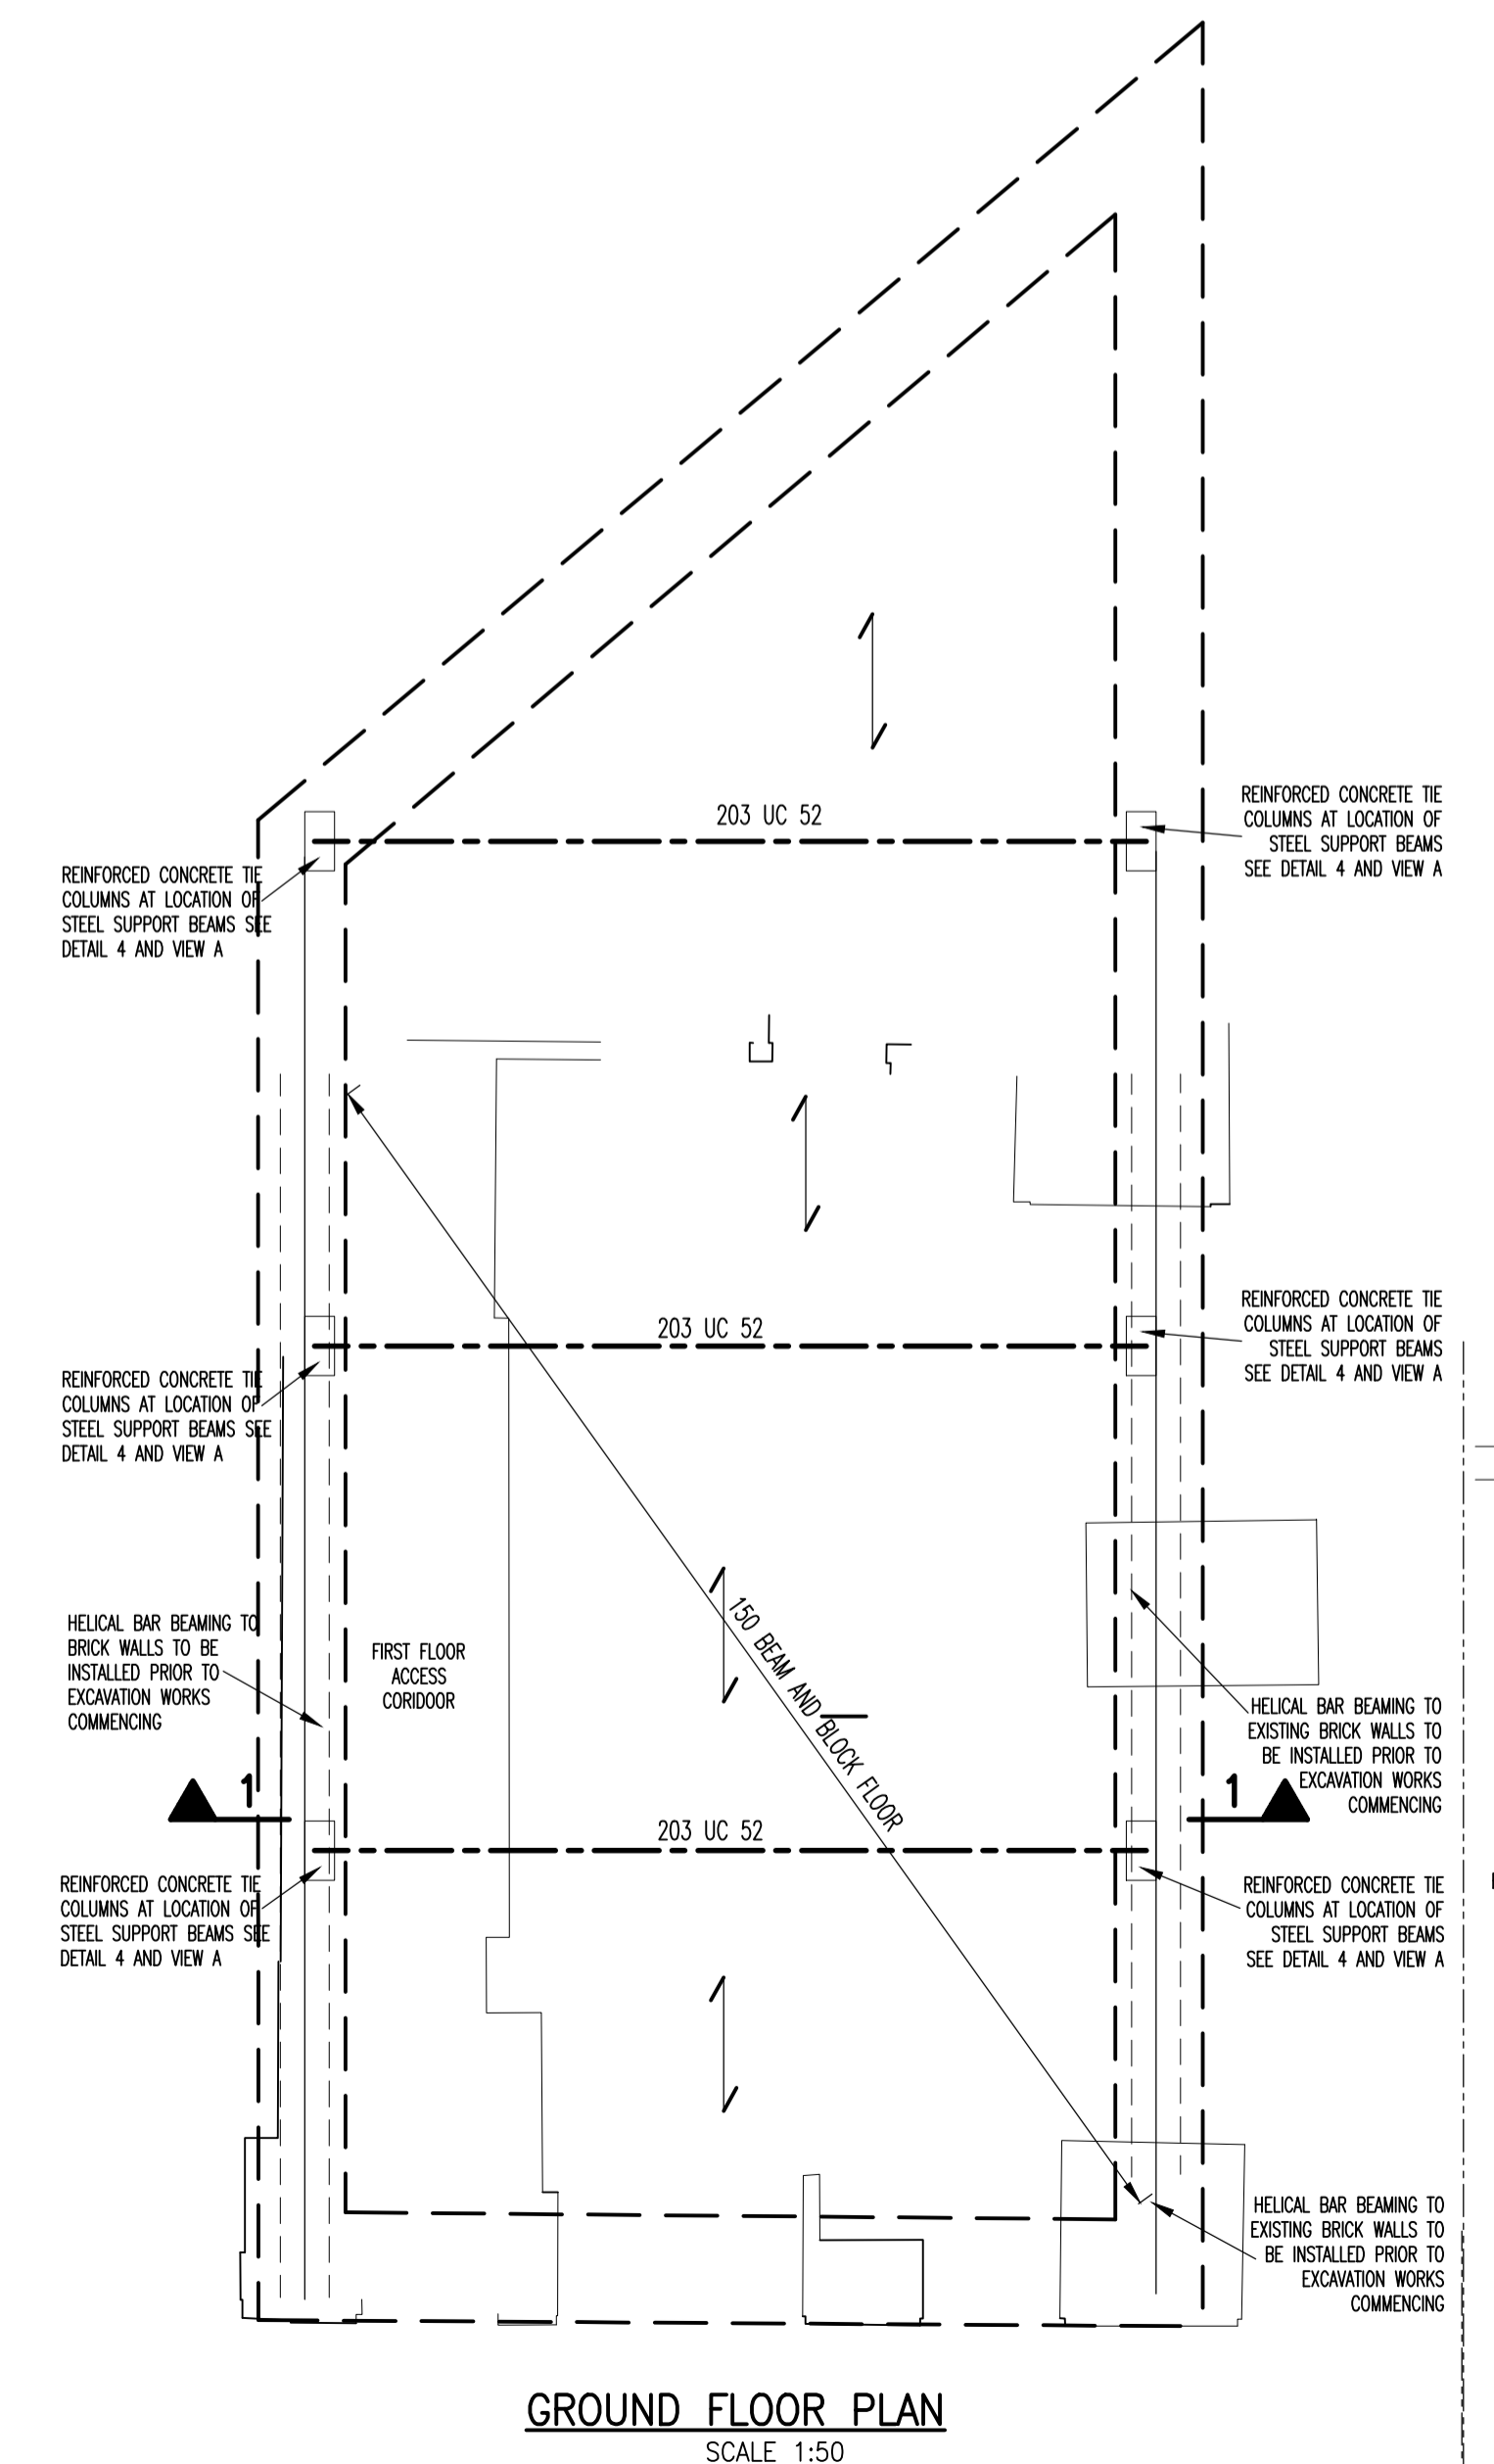 203 UC 52
REINFORCED CONCRETE TIE
COLUMNS AT LOCATION OF
STEEL SUPPORT BEAMS
SEE DETAIL 4 AND VIEW A
REINFORCED CONCRETE TIE
COLUMNS AT LOCATION OF
STEEL SUPPORT BEAMS SEE
DETAIL 4 AND VIEW A
203 UC 52
REINFORCED CONCRETE TIE
COLUMNS AT LOCATION OF
STEEL SUPPORT BEAMS
SEE DETAIL 4 AND VIEW A
REINFORCED CONCRETE TIE
COLUMNS AT LOCATION OF
STEEL SUPPORT BEAMS SEE
DETAIL 4 AND VIEW A
HELICAL BAR BEAMING TO
BRICK WALLS TO BE
INSTALLED PRIOR TO
EXCAVATION WORKS
COMMENCING
FIRST FLOOR
ACCESS
CORIDOOR
150 BEAM AND BLOCK FLOOR
HELICAL BAR BEAMING TO
EXISTING BRICK WALLS TO
BE INSTALLED PRIOR TO
EXCAVATION WORKS
COMMENCING
1
1
203 UC 52
REINFORCED CONCRETE TIE
COLUMNS AT LOCATION OF
STEEL SUPPORT BEAMS SEE
DETAIL 4 AND VIEW A
REINFORCED CONCRETE TIE
COLUMNS AT LOCATION OF
STEEL SUPPORT BEAMS
SEE DETAIL 4 AND VIEW A
HELICAL BAR BEAMING TO
EXISTING BRICK WALLS TO
BE INSTALLED PRIOR TO
EXCAVATION WORKS
COMMENCING
GROUND FLOOR PLAN
SCALE 1:50